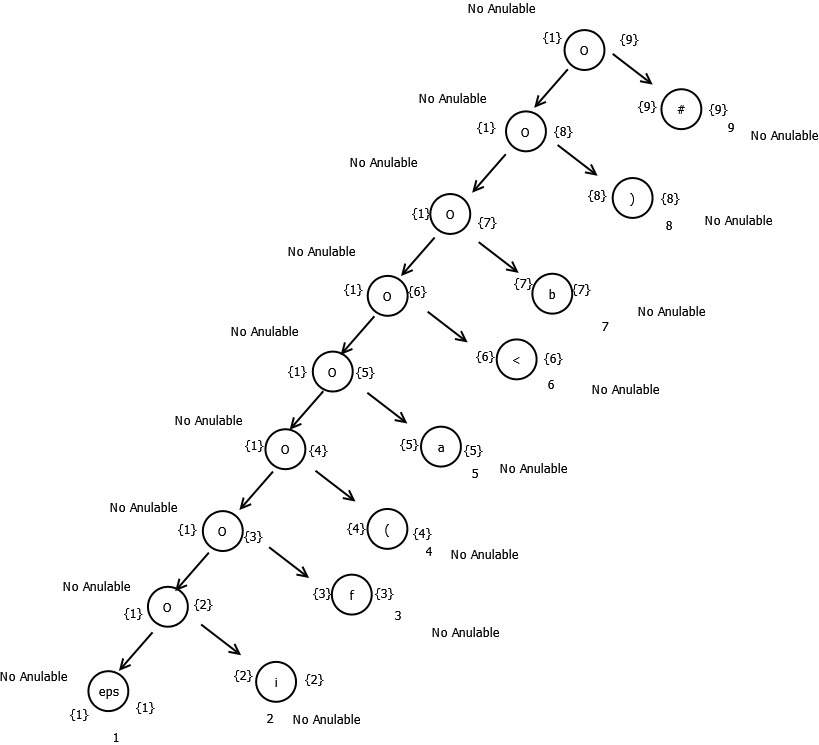 No Anulable
{1} O {9}
No Anulable
{9} # {9}
9 No Anulable
{1} O {8}
No Anulable
{8} ) {8}
8 No Anulable
{1} O {7}
No Anulable
{7} b {7}
7 No Anulable
{1} O {6}
No Anulable
{6} < {6}
6 No Anulable
{1} O {5}
No Anulable
{5} a {5}
5 No Anulable
{1} O {4}
No Anulable
{4} ( {4}
4 No Anulable
{1} O {3}
No Anulable
{3} f {3}
3 No Anulable
{1} O {2}
No Anulable
{2} i {2}
2 No Anulable
eps
{1} {1}
1